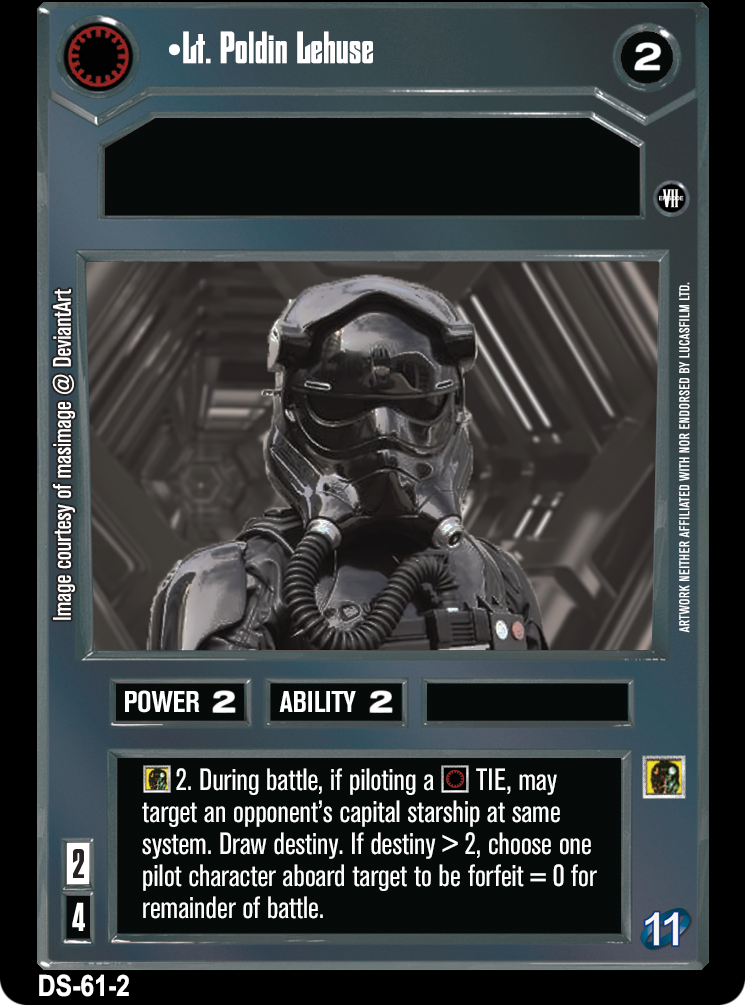 •Lt. Poldin Lehuse
2
EPISODE
VII
Image courtesy of masimage @ DeviantArt
ARTWORK NEITHER AFFILIATED WITH NOR ENDORSED BY LUCASFILM LTD.
POWER 2
ABILITY 2
2. During battle, if piloting a TIE, may
target an opponent's capital starship at same
system. Draw destiny. If destiny > 2, choose one
pilot character aboard target to be forfeit = 0 for
remainder of battle.
2
4
11
DS-61-2